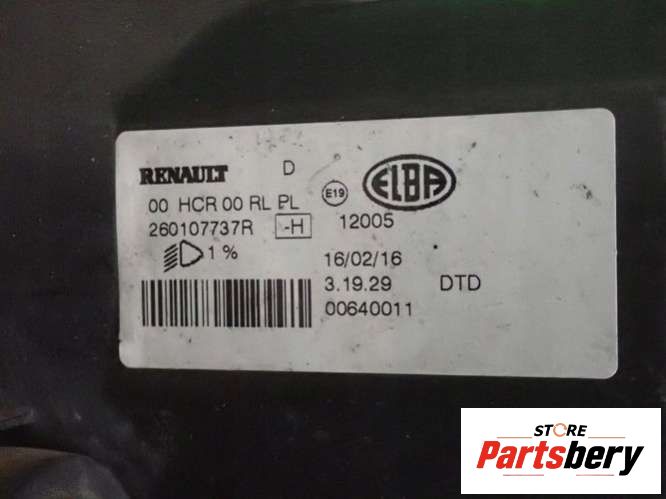 RENAULT D
ELBA
00 HCR 00 RL PL E19
260107737R -H 12005
1 %
16/02/16
3.19.29 DTD
00640011
STORE
Partsbery